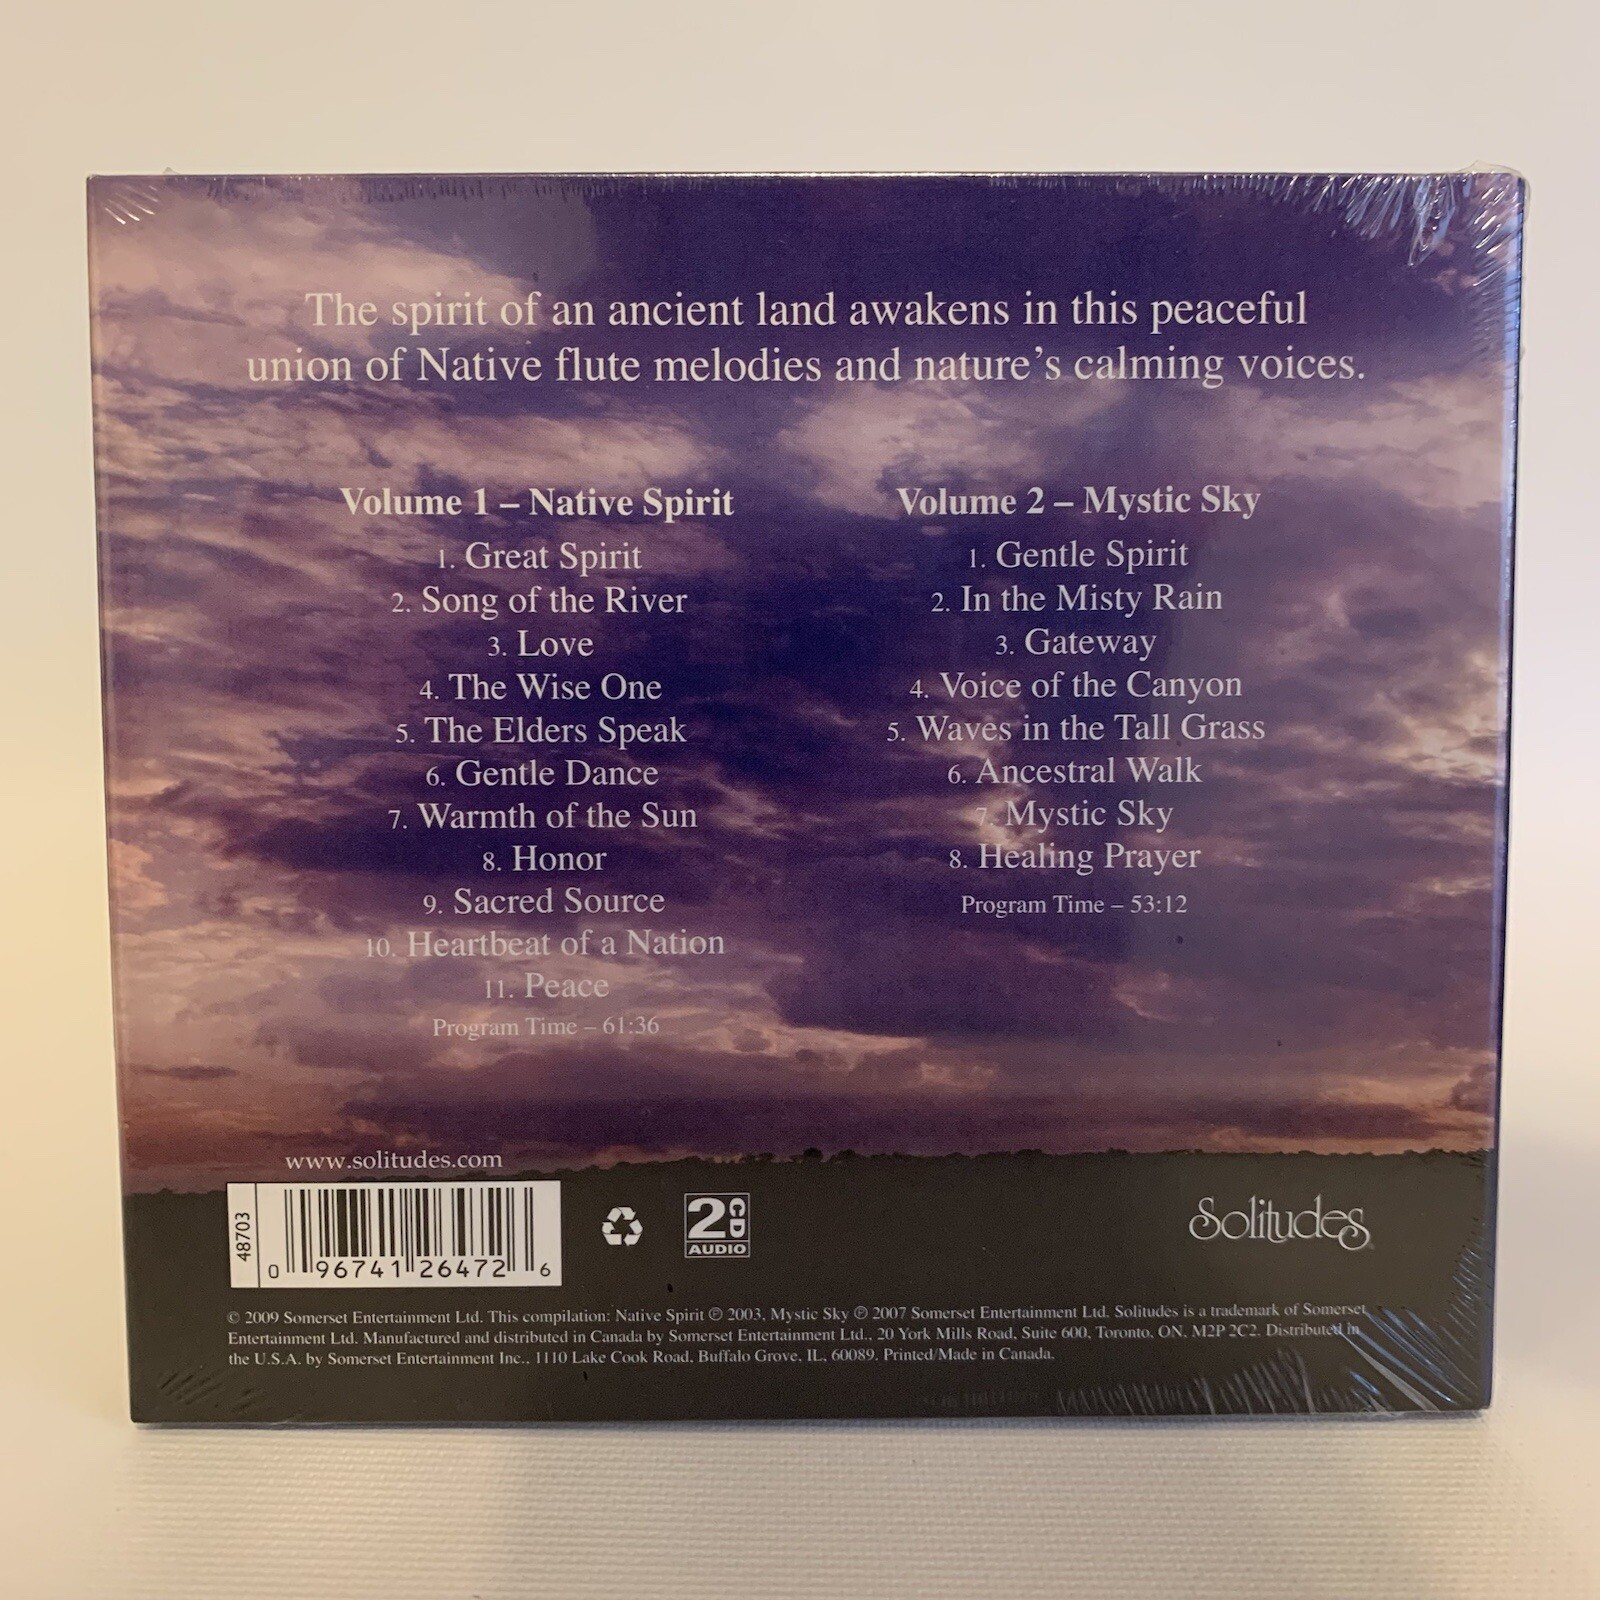 The spirit of an ancient land awakens in this peaceful
union of Native flute melodies and nature's calming voices.
Volume 1 – Native Spirit
1. Great Spirit
2. Song of the River
3. Love
4. The Wise One
5. The Elders Speak
6. Gentle Dance
7. Warmth of the Sun
8. Honor
9. Sacred Source
10. Heartbeat of a Nation
11. Peace
Program Time – 61:36
Volume 2 – Mystic Sky
1. Gentle Spirit
2. In the Misty Rain
3. Gateway
4. Voice of the Canyon
5. Waves in the Tall Grass
6. Ancestral Walk
7. Mystic Sky
8. Healing Prayer
Program Time – 53:12
www.solitudes.com
48703
0 96741 26472 6
2 CD
AUDIO
Solitudes
© 2009 Somerset Entertainment Ltd. This compilation: Native Spirit ℗ 2003, Mystic Sky ℗ 2007 Somerset Entertainment Ltd. Solitudes is a trademark of Somerset
Entertainment Ltd. Manufactured and distributed in Canada by Somerset Entertainment Ltd., 20 York Mills Road, Suite 600, Toronto, ON, M2P 2C2. Distributed in
the U.S.A. by Somerset Entertainment Inc., 1110 Lake Cook Road, Buffalo Grove, IL, 60089. Printed/Made in Canada.